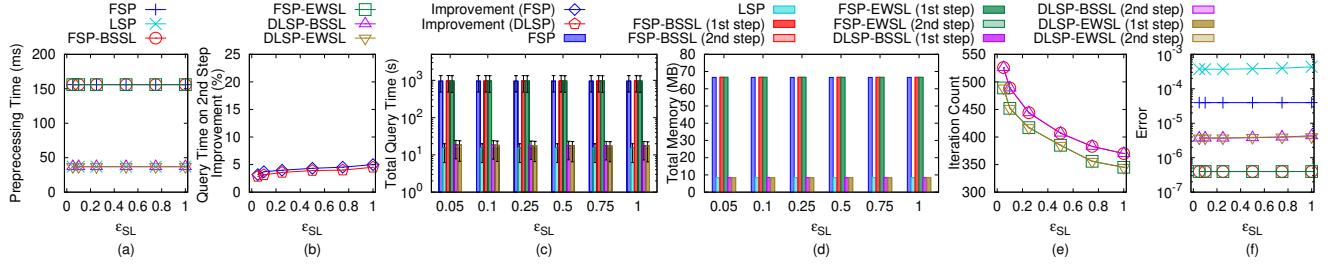 FSP
LSP
FSP-BSSL
FSP-EWSL
DLSP-BSSL
DLSP-EWSL
Improvement (FSP)
Improvement (DLSP)
FSP
LSP
FSP-BSSL (1st step)
FSP-BSSL (2nd step)
FSP-EWSL (1st step)
FSP-EWSL (2nd step)
DLSP-BSSL (1st step)
DLSP-BSSL (2nd step)
DLSP-EWSL (1st step)
DLSP-EWSL (2nd step)
Preprecessing Time (ms)
200
150
100
50
0
0 0.2 0.4 0.6 0.8 1
εSL
(a)
Query Time on 2nd Step
Improvement (%)
25
20
15
10
5
0
0 0.2 0.4 0.6 0.8 1
εSL
(b)
Total Query Time (s)
10³
10²
10¹
10⁰
0.05 0.1 0.25 0.5 0.75 1
εSL
(c)
Total Memory (MB)
80
70
60
50
40
30
20
10
0
0.05 0.1 0.25 0.5 0.75 1
εSL
(d)
Iteration Count
550
500
450
400
350
300
0 0.2 0.4 0.6 0.8 1
εSL
(e)
Error
10⁻³
10⁻⁴
10⁻⁵
10⁻⁶
10⁻⁷
0 0.2 0.4 0.6 0.8 1
εSL
(f)